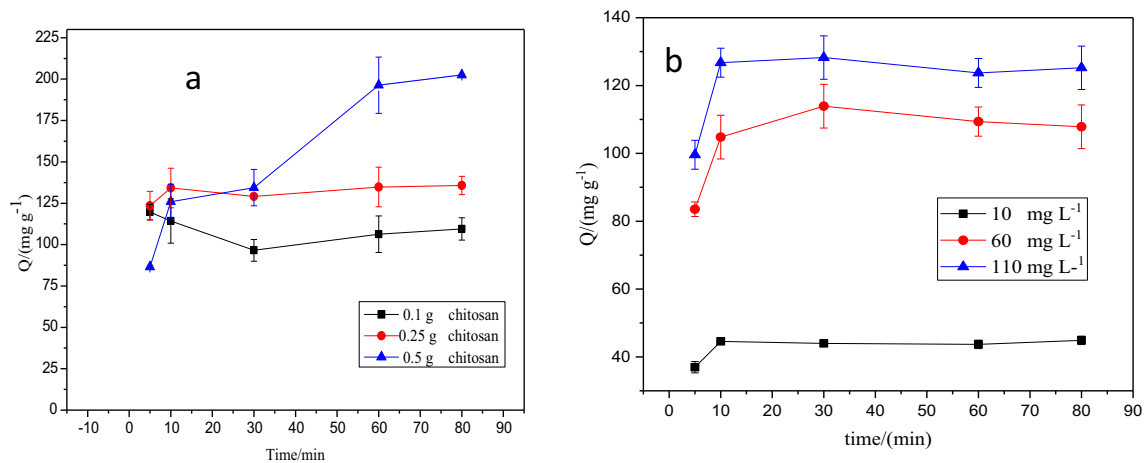 a
Q/(mg g⁻¹)
225
200
175
150
125
100
75
50
25
0
-10 0 10 20 30 40 50 60 70 80 90
Time/min
0.1 g chitosan
0.25 g chitosan
0.5 g chitosan
b
Q/(mg g⁻¹)
140
120
100
80
60
40
0 10 20 30 40 50 60 70 80 90
time/(min)
10 mg L⁻¹
60 mg L⁻¹
110 mg L-¹